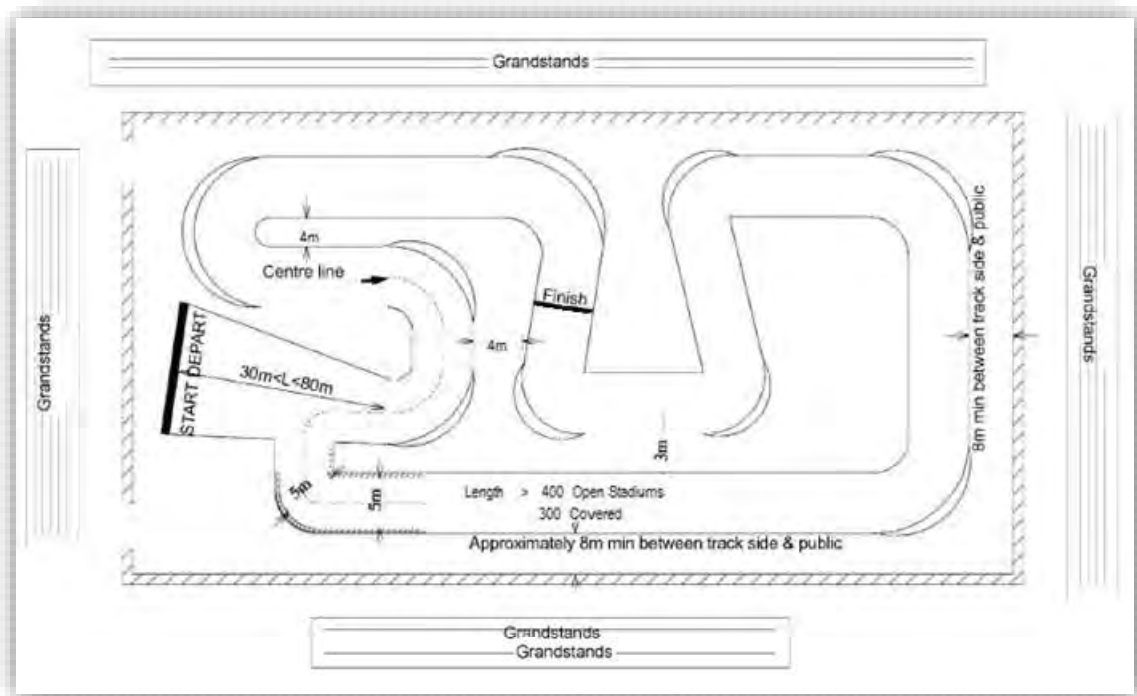 Grandstands
Grandstands
4m
Centre line
START DEPART
30m<L<80m
Finish
4m
8m min between track side & public
Grandstands
3m
5m
5m
Length > 400 Open Stadiums
300 Covered
Approximately 8m min between track side & public
Grandstands
Grandstands